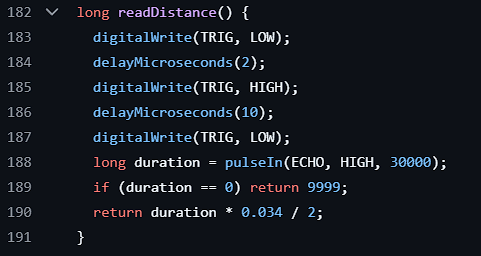 182 long readDistance() {
183 digitalWrite(TRIG, LOW);
184 delayMicroseconds(2);
185 digitalWrite(TRIG, HIGH);
186 delayMicroseconds(10);
187 digitalWrite(TRIG, LOW);
188 long duration = pulseIn(ECHO, HIGH, 30000);
189 if (duration == 0) return 9999;
190 return duration * 0.034 / 2;
191 }